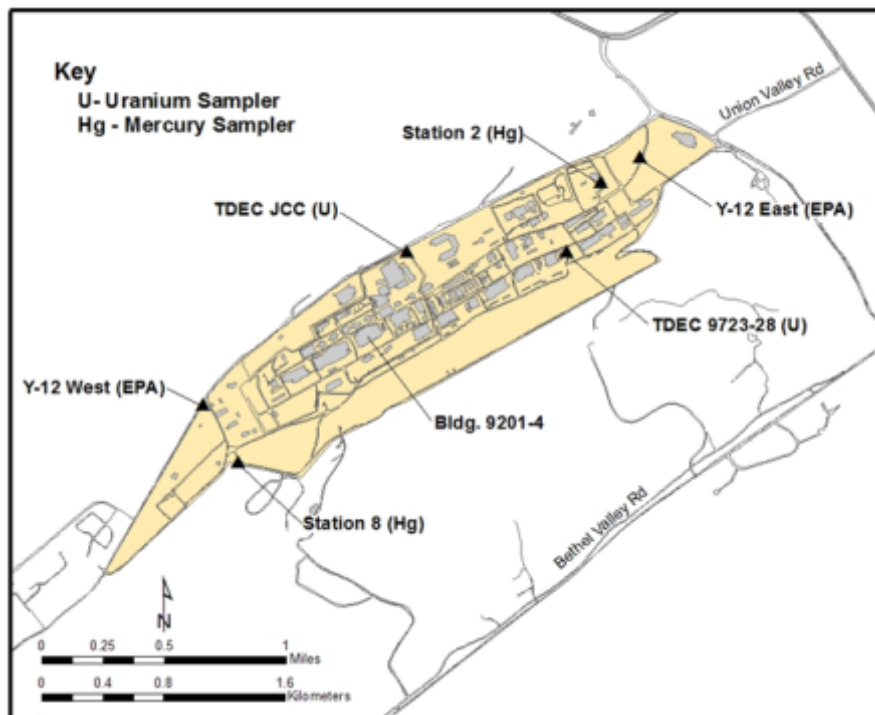 Key
U- Uranium Sampler
Hg - Mercury Sampler
Union Valley Rd
Station 2 (Hg)
TDEC JCC (U)
Y-12 East (EPA)
TDEC 9723-28 (U)
Y-12 West (EPA)
Bldg. 9201-4
Station 8 (Hg)
Bethel Valley Rd
N
0 0.25 0.5 1
Miles
0 0.4 0.8 1.6
Kilometers